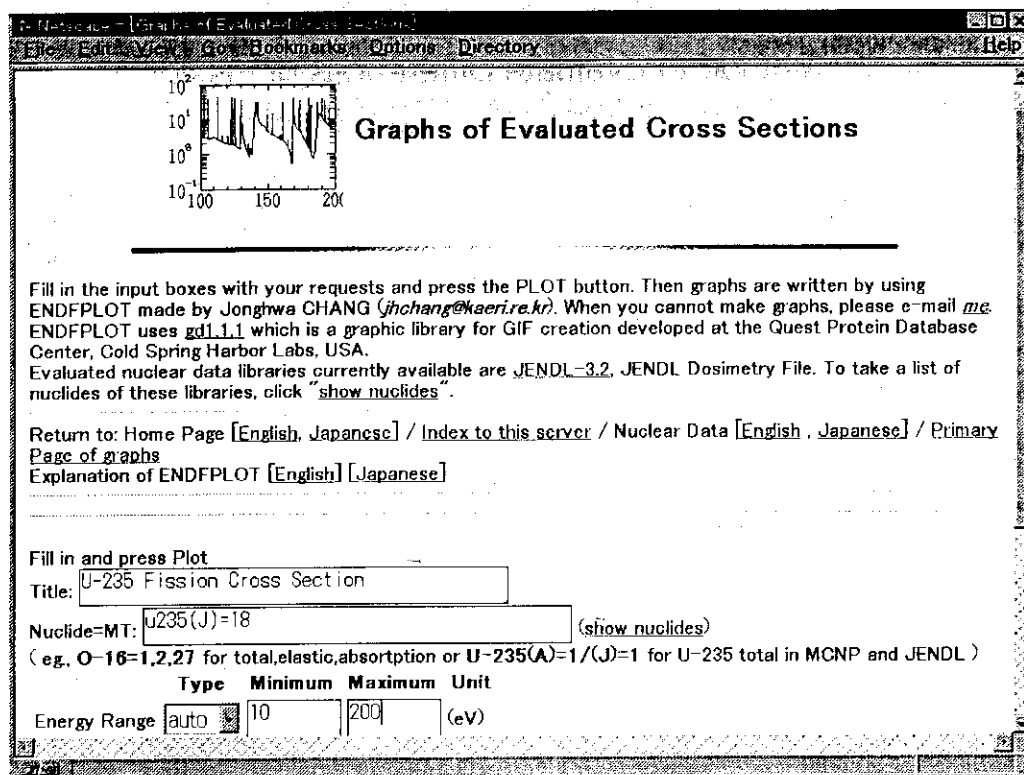 Netscape - [Graphs of Evaluated Cross Sections]
File Edit View Go Bookmarks Options Directory Help
10² 10¹ 10⁰ 10⁻¹
100 150 200
Graphs of Evaluated Cross Sections
Fill in the input boxes with your requests and press the PLOT button. Then graphs are written by using
ENDFPLOT made by Jonghwa CHANG (jhchang@kaeri.re.kr). When you cannot make graphs, please e-mail me.
ENDFPLOT uses gd1.1.1 which is a graphic library for GIF creation developed at the Quest Protein Database
Center, Cold Spring Harbor Labs, USA.
Evaluated nuclear data libraries currently available are JENDL-3.2, JENDL Dosimetry File. To take a list of
nuclides of these libraries, click "show nuclides".
Return to: Home Page [English, Japanese] / Index to this server / Nuclear Data [English , Japanese] / Primary
Page of graphs
Explanation of ENDFPLOT [English] [Japanese]
Fill in and press Plot
Title: U-235 Fission Cross Section
Nuclide=MT: u235(J)=18 (show nuclides)
( eg., O-16=1,2,27 for total,elastic,absortption or U-235(A)=1/(J)=1 for U-235 total in MCNP and JENDL )
Type Minimum Maximum Unit
Energy Range auto 10 200 (eV)